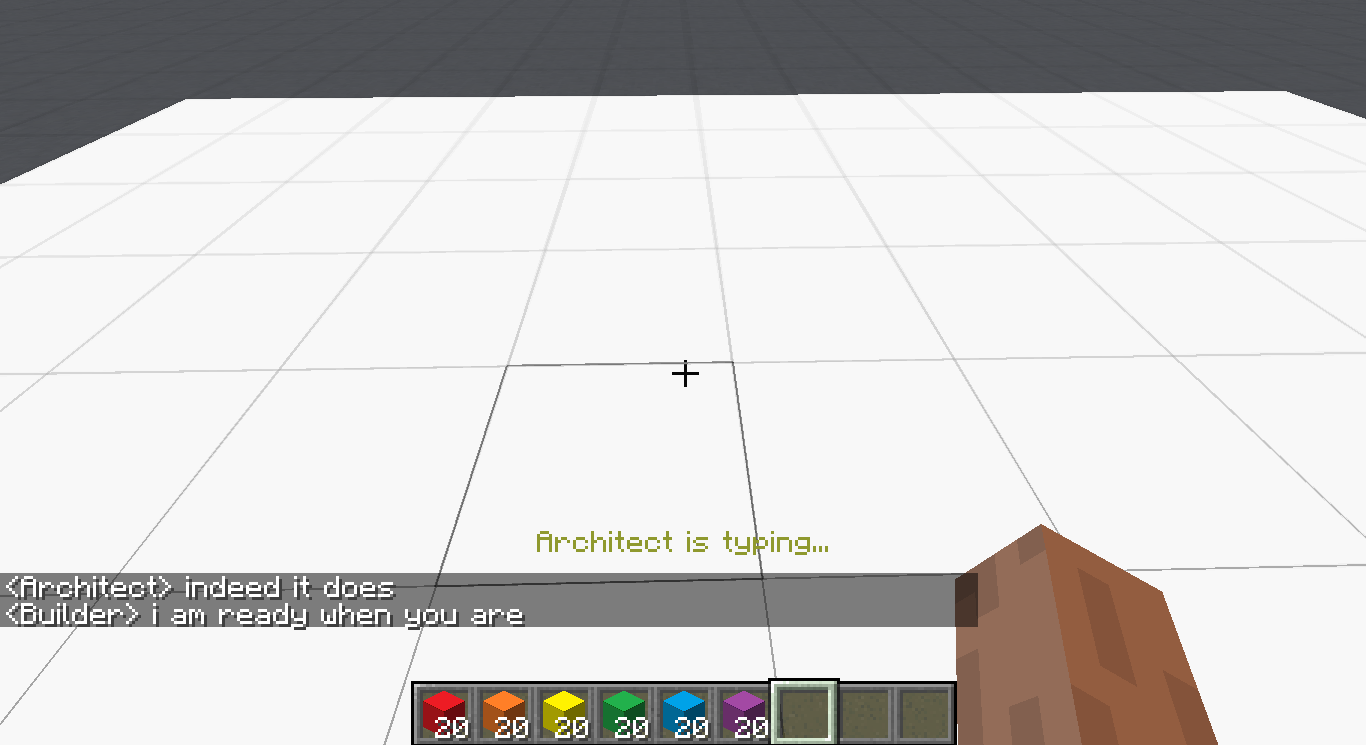 Architect is typing...
<Architect> indeed it does
<Builder> i am ready when you are
20 20 20 20 20 20